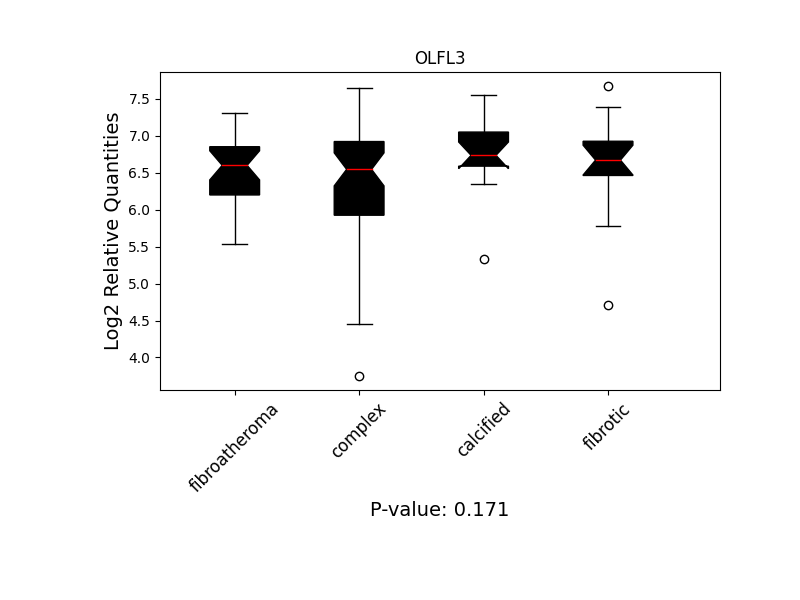 OLFL3
Log2 Relative Quantities
7.5
7.0
6.5
6.0
5.5
5.0
4.5
4.0
fibroatheroma
complex
calcified
fibrotic
P-value: 0.171